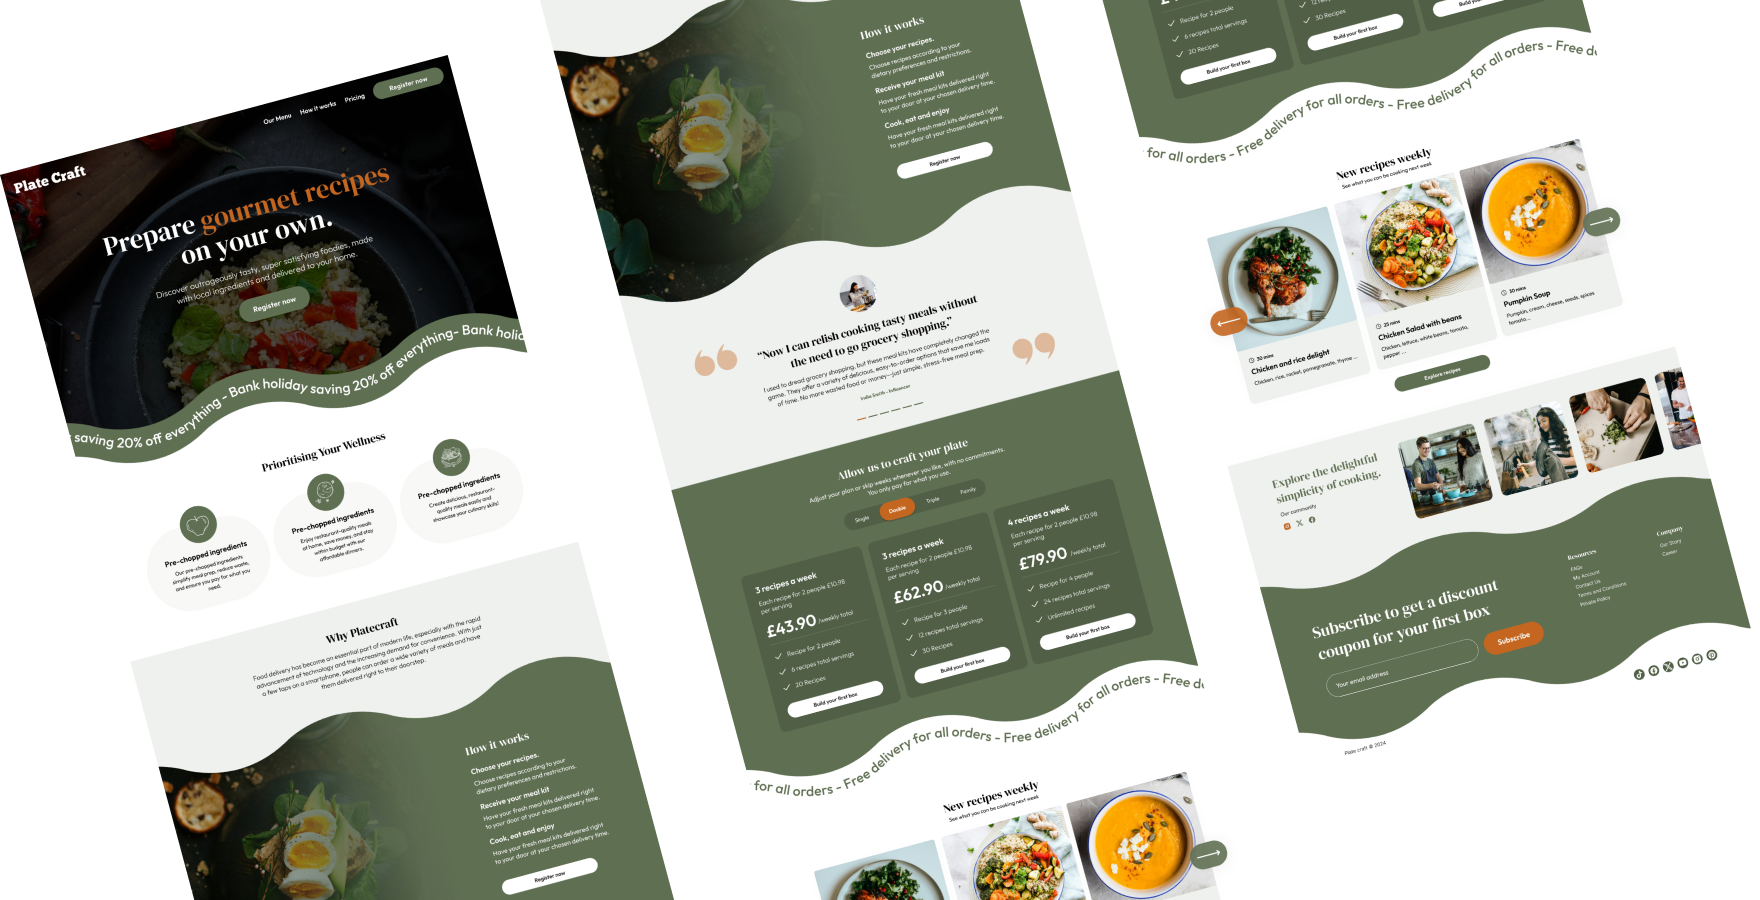 Our Menu
How it works
Pricing
Register now
Plate Craft
Prepare gourmet recipes
on your own.
Discover outrageously tasty, super satisfying foodies, made
with local ingredients and delivered to your home.
Register now
saving 20% off everything - Bank holiday saving 20% off everything- Bank holid
Prioritising Your Wellness
Pre-chopped ingredients
Our pre-chopped ingredients
simplify meal prep, reduce waste,
and ensure you pay for what you
need.
Pre-chopped ingredients
Enjoy restaurant-quality meals
at home, save money, and stay
within budget with our
affordable dinners.
Pre-chopped ingredients
Create delicious, restaurant-
quality meals easily and
showcase your culinary skills!
Why Platecraft
Food delivery has become an essential part of modern life, especially with the rapid
advancement of technology and the increasing demand for convenience. With just
a few taps on a smartphone, people can order a wide variety of meals and have
them delivered right to their doorstep.
How it works
Choose your recipes.
Choose recipes according to your
dietary preferences and restrictions.
Receive your meal kit
Have your fresh meal kits delivered right
to your door at your chosen delivery time.
Cook, eat and enjoy
Have your fresh meal kits delivered right
to your door at your chosen delivery time.
Register now
How it works
Choose your recipes.
Choose recipes according to your
dietary preferences and restrictions.
Receive your meal kit
Have your fresh meal kits delivered right
to your door at your chosen delivery time.
Cook, eat and enjoy
Have your fresh meal kits delivered right
to your door at your chosen delivery time.
Register now
“Now I can relish cooking tasty meals without
the need to go grocery shopping.”
I used to dread grocery shopping, but these meal kits have completely changed the
game. They offer a variety of delicious, easy-to-order options that save me loads
of time. No more wasted food or money—just simple, stress-free meal prep.
India Smith - Influencer
Allow us to craft your plate
Adjust your plan or skip weeks whenever you like, with no commitments.
You only pay for what you use.
Single
Double
Triple
Family
3 recipes a week
Each recipe for 2 people £10.98
per serving
£43.90 /weekly total
Recipe for 2 people
6 recipes total servings
20 Recipes
Build your first box
3 recipes a week
Each recipe for 2 people £10.98
per serving
£62.90 /weekly total
Recipe for 3 people
12 recipes total servings
30 Recipes
Build your first box
4 recipes a week
Each recipe for 2 people £10.98
per serving
£79.90 /weekly total
Recipe for 4 people
24 recipes total servings
Unlimited recipes
Build your first box
for all orders - Free delivery for all orders - Free delivery for all orders - Free de
New recipes weekly
See what you can be cooking next week
Recipe for 2 people
6 recipes total servings
20 Recipes
Build your first box
30 Recipes
Build your first box
for all orders - Free delivery for all orders - Free delivery for all orders - Free de
New recipes weekly
See what you can be cooking next week
30 mins
Chicken and rice delight
Chicken, rice, rocket, pomegranate, thyme ...
25 mins
Chicken Salad with beans
Chicken, lettuce, white beans, tomato,
pepper ...
30 mins
Pumpkin Soup
Pumpkin, cream, cheese, seeds, spices
tomato...
Explore recipes
Explore the delightful
simplicity of cooking.
Our community
Subscribe to get a discount
coupon for your first box
Your email address
Subscribe
Resources
FAQs
My Account
Contact Us
Terms and Conditions
Private Policy
Company
Our Story
Career
Plate craft © 2024